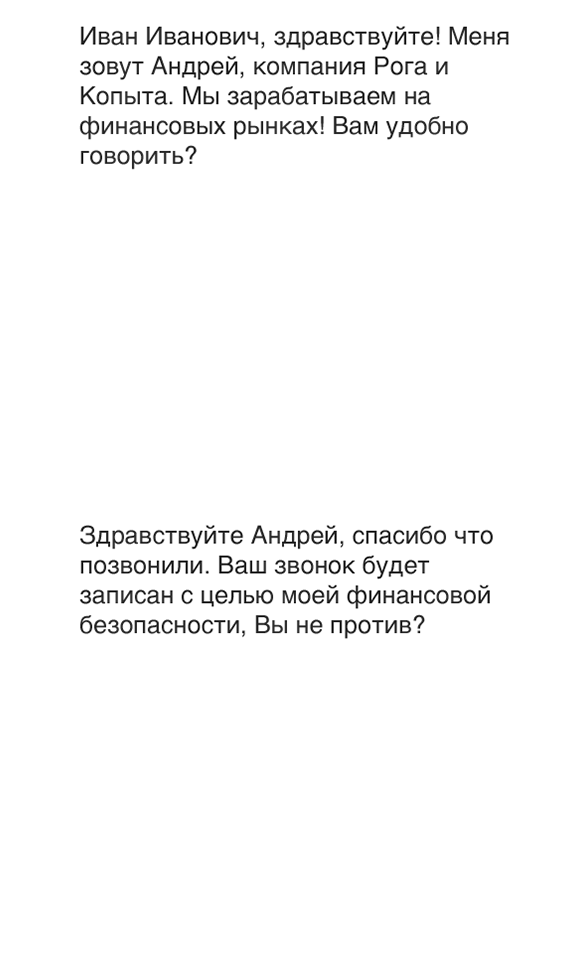 Иван Иванович, здравствуйте! Меня
зовут Андрей, компания Рога и
Копыта. Мы зарабатываем на
финансовых рынках! Вам удобно
говорить?
Здравствуйте Андрей, спасибо что
позвонили. Ваш звонок будет
записан с целью моей финансовой
безопасности, Вы не против?